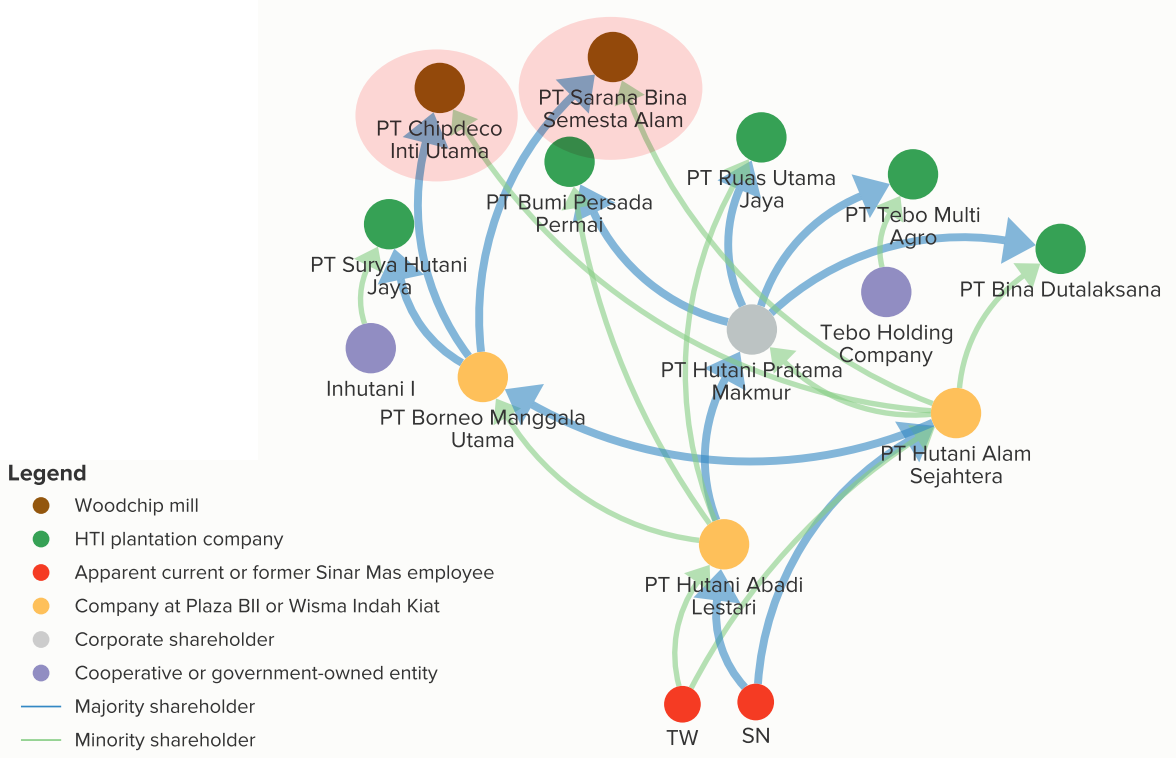 PT Sarana Bina
Semesta Alam
PT Chipdeco
Inti Utama
PT Ruas Utama
Jaya
PT Bumi Persada
Permai
PT Tebo Multi
Agro
PT Surya Hutani
Jaya
PT Bina Dutalaksana
Tebo Holding
Company
PT Hutani Pratama
Makmur
Inhutani I
PT Borneo Manggala
Utama
PT Hutani Alam
Sejahtera
PT Hutani Abadi
Lestari
TW
SN
Legend
Woodchip mill
HTI plantation company
Apparent current or former Sinar Mas employee
Company at Plaza BII or Wisma Indah Kiat
Corporate shareholder
Cooperative or government-owned entity
Majority shareholder
Minority shareholder